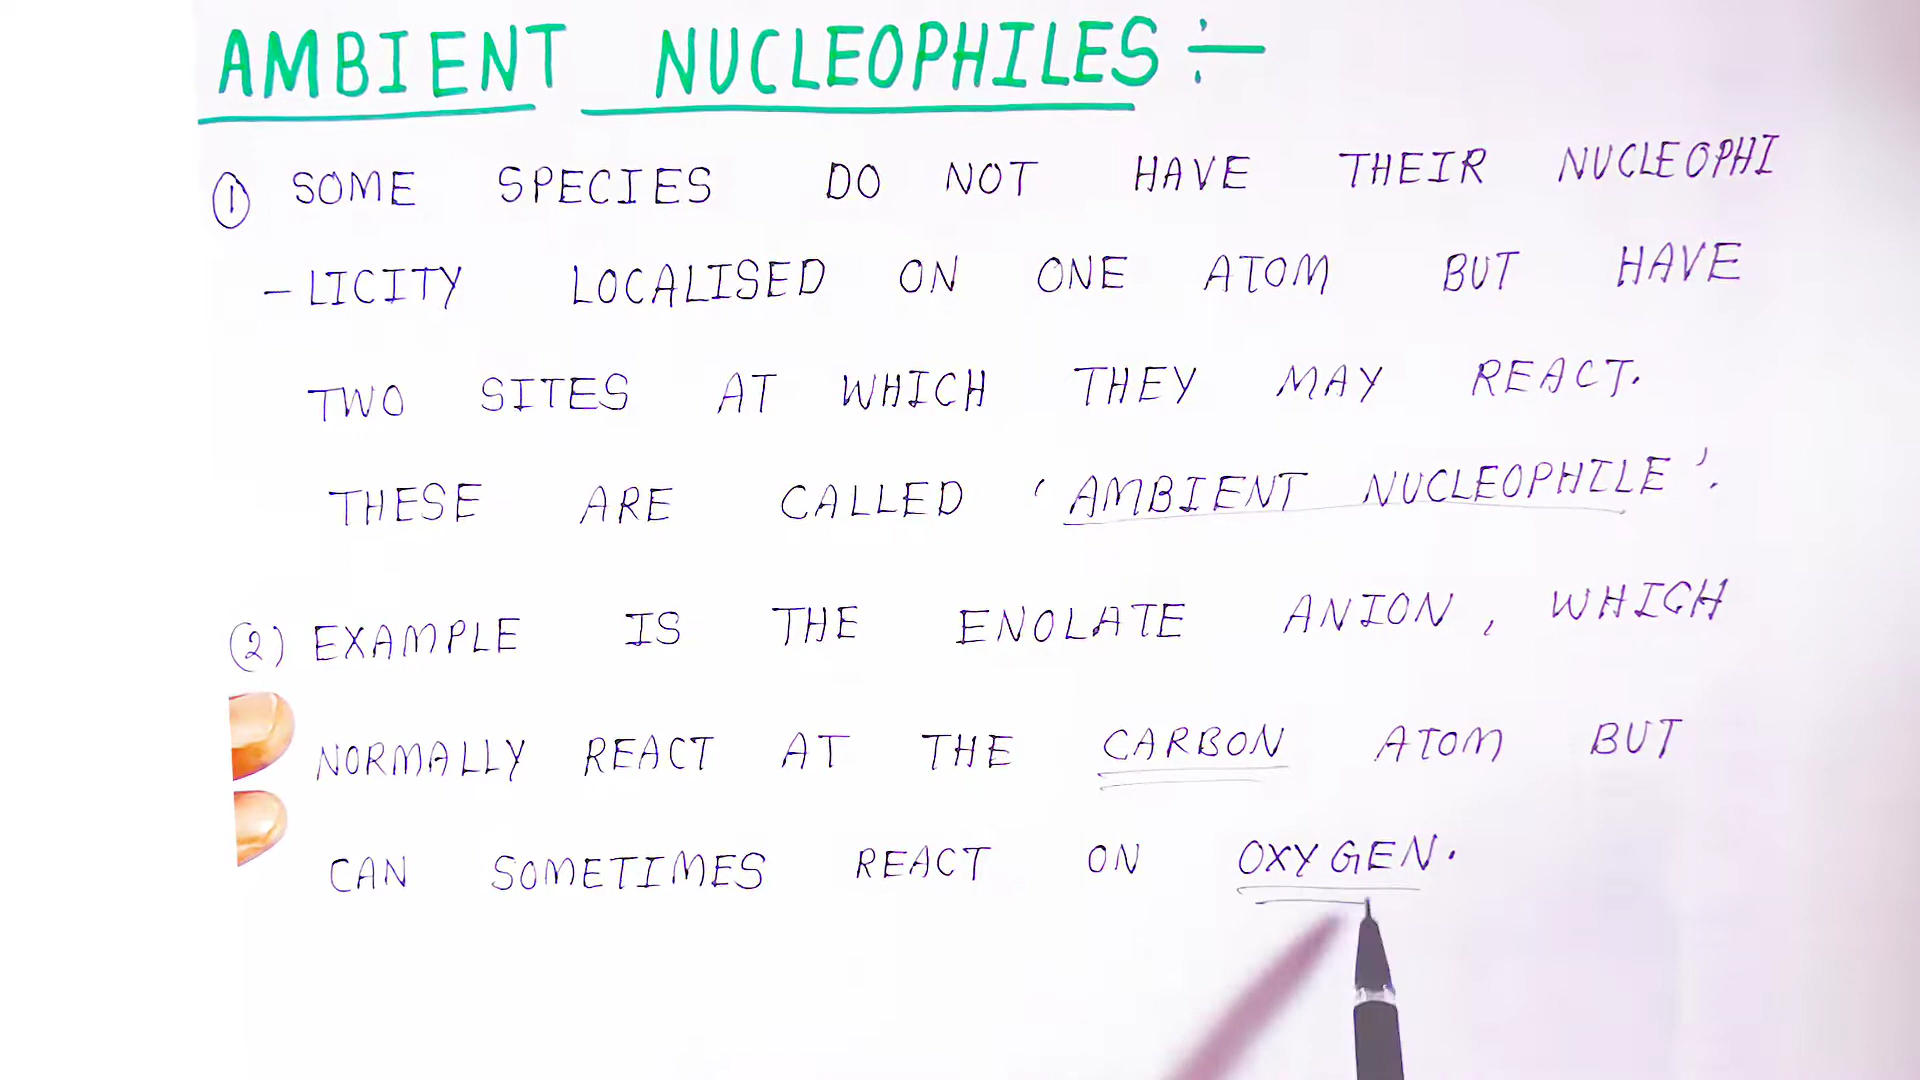 AMBIENT NUCLEOPHILES :-
① SOME SPECIES DO NOT HAVE THEIR NUCLEOPHI
- LICITY LOCALISED ON ONE ATOM BUT HAVE
TWO SITES AT WHICH THEY MAY REACT.
THESE ARE CALLED 'AMBIENT NUCLEOPHILE'.
(2) EXAMPLE IS THE ENOLATE ANION, WHICH
NORMALLY REACT AT THE CARBON ATOM BUT
CAN SOMETIMES REACT ON OXYGEN.